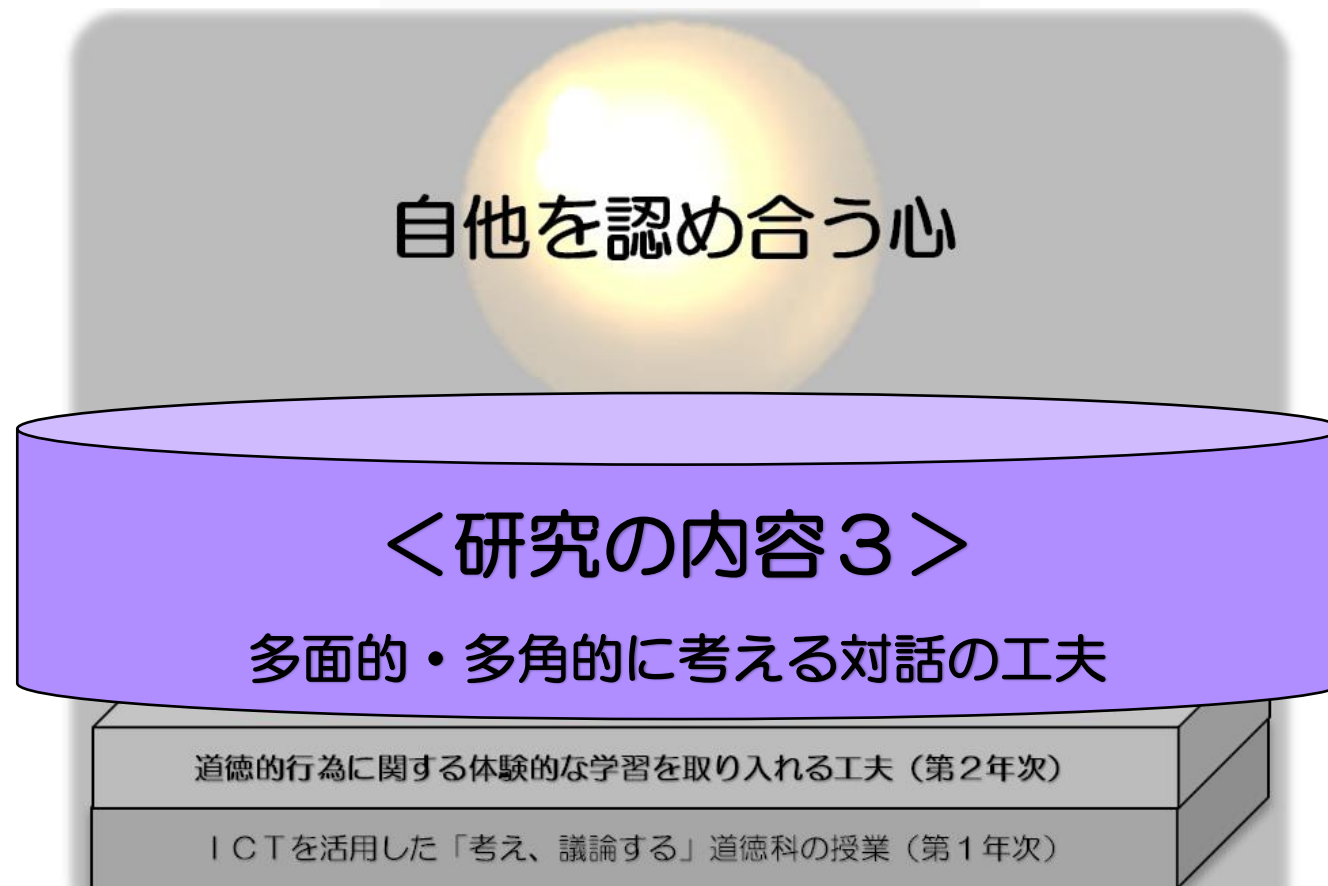 自他を認め合う心
＜研究の内容３＞
多面的・多角的に考える対話の工夫
道徳的行為に関する体験的な学習を取り入れる工夫（第２年次）
ＩＣＴを活用した「考え、議論する」道徳科の授業（第１年次）